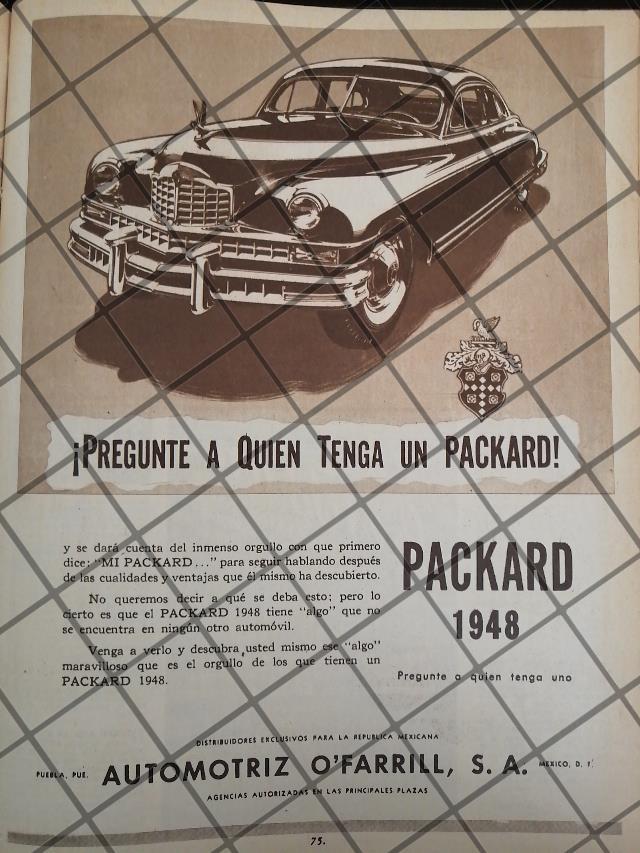 ¡PREGUNTE A QUIEN TENGA UN PACKARD!
y se dará cuenta del inmenso orgullo con que primero
dice: "MI PACKARD..." para seguir hablando después
de las cualidades y ventajas que él mismo ha descubierto.
No queremos decir a qué se deba esto; pero lo
cierto es que el PACKARD 1948 tiene "algo" que no
se encuentra en ningún otro automóvil.
Venga a verlo y descubra usted mismo ese "algo"
maravilloso que es el orgullo de los que tienen un
PACKARD 1948.
PACKARD
1948
Pregunte a quien tenga uno
DISTRIBUIDORES EXCLUSIVOS PARA LA REPUBLICA MEXICANA
PUEBLA, PUE. AUTOMOTRIZ O'FARRILL, S. A. MEXICO, D. F.
AGENCIAS AUTORIZADAS EN LAS PRINCIPALES PLAZAS
75.